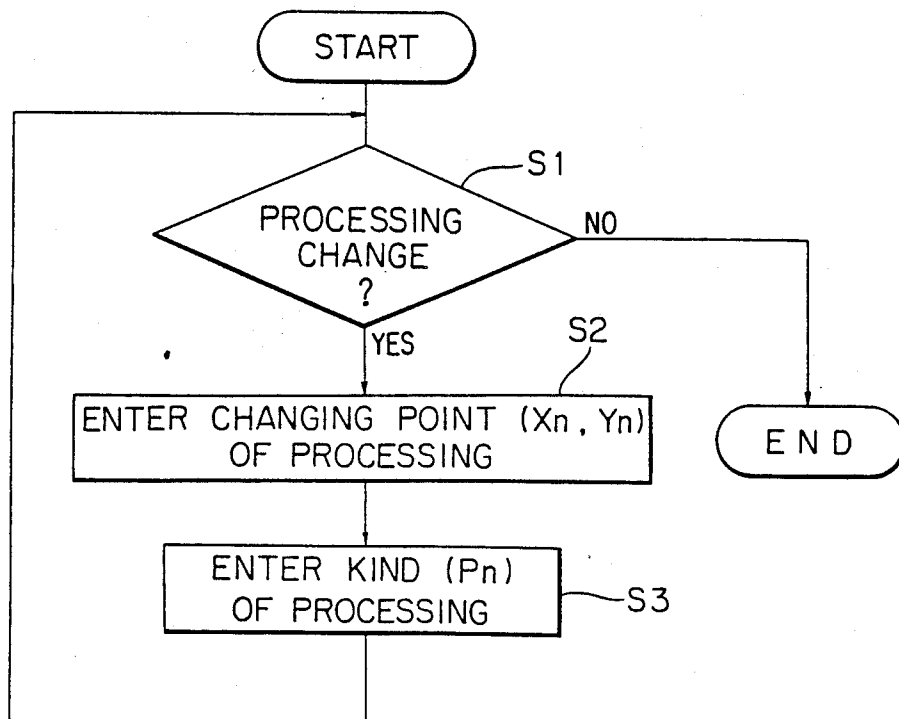 START
S1
PROCESSING
CHANGE
?
NO
YES
S2
ENTER CHANGING POINT (Xn, Yn)
OF PROCESSING
END
ENTER KIND (Pn)
OF PROCESSING
S3